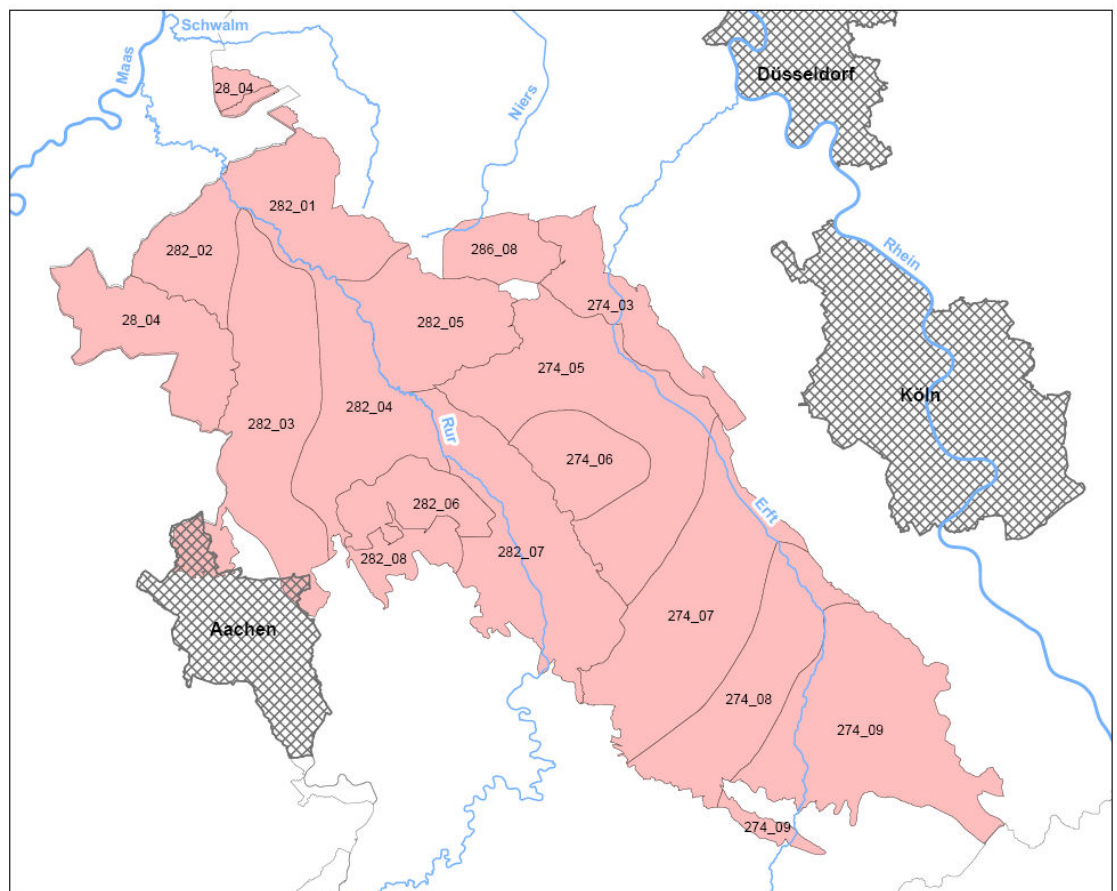 Schwalm
Maas
28_04
Niers
Düsseldorf
282_01
282_02
286_08
Rhein
28_04
282_05
274_03
274_05
282_03
282_04
Köln
Rur
274_06
282_06
Erft
282_07
282_08
Aachen
274_07
274_08
274_09
274_09